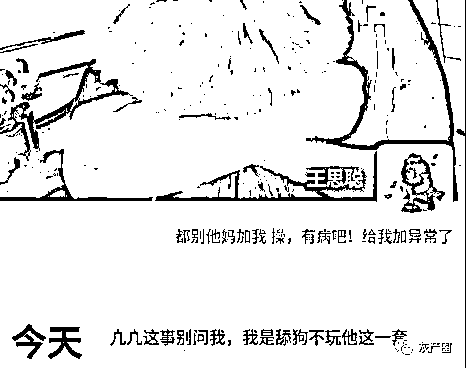 王思聪
都别他妈加我 操，有病吧！给我加异常了
今天
几几这事别问我，我是舔狗不玩他这一套
灰产圈